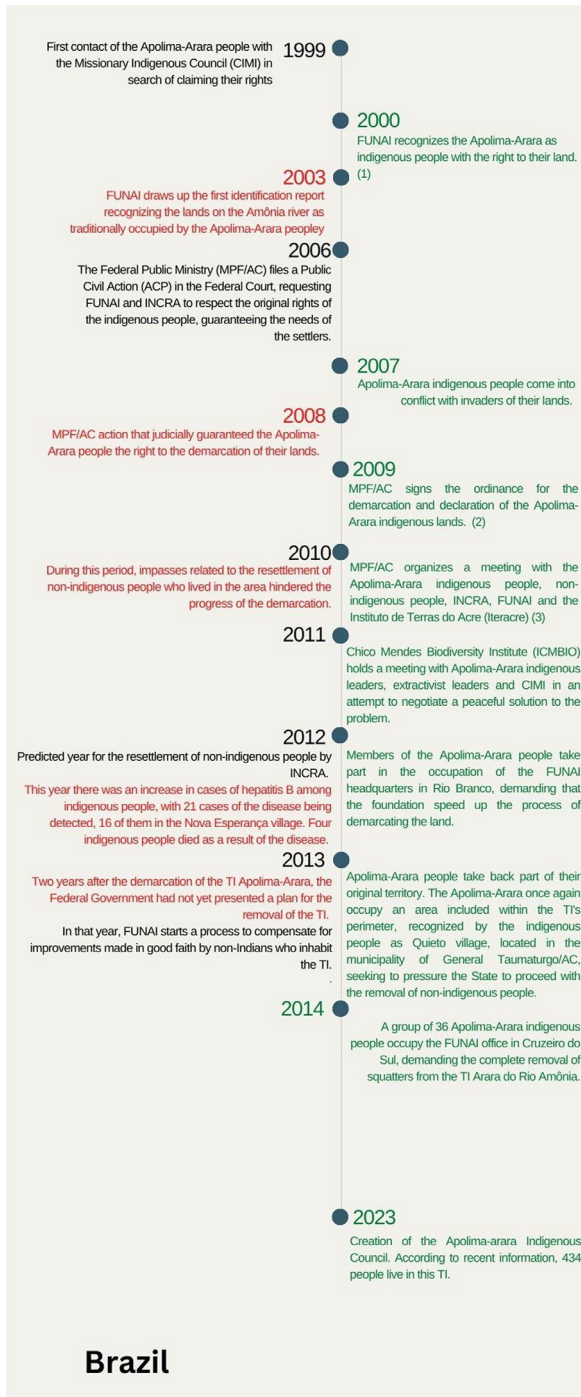 First contact of the Apolima-Arara people with
the Missionary Indigenous Council (CIMI) in
search of claiming their rights
1999
2000
FUNAI recognizes the Apolima-Arara as
indigenous people with the right to their land.
(1)
2003
FUNAI draws up the first identification report
recognizing the lands on the Amônia river as
traditionally occupied by the Apolima-Arara peopley
2006
The Federal Public Ministry (MPF/AC) files a Public
Civil Action (ACP) in the Federal Court, requesting
FUNAI and INCRA to respect the original rights of
the indigenous people, guaranteeing the needs of
the settlers.
2007
Apolima-Arara indigenous people come into
conflict with invaders of their lands.
2008
MPF/AC action that judicially guaranteed the Apolima-
Arara people the right to the demarcation of their lands.
2009
MPF/AC signs the ordinance for the
demarcation and declaration of the Apolima-
Arara indigenous lands. (2)
2010
During this period, impasses related to the resettlement of
non-indigenous people who lived in the area hindered the
progress of the demarcation.
MPF/AC organizes a meeting with the
Apolima-Arara indigenous people, non-
indigenous people, INCRA, FUNAI and the
Instituto de Terras do Acre (Iteracre) (3)
2011
Chico Mendes Biodiversity Institute (ICMBIO)
holds a meeting with Apolima-Arara indigenous
leaders, extractivist leaders and CIMI in an
attempt to negotiate a peaceful solution to the
problem.
2012
Predicted year for the resettlement of non-indigenous people by
INCRA.
This year there was an increase in cases of hepatitis B among
indigenous people, with 21 cases of the disease being
detected, 16 of them in the Nova Esperança village. Four
indigenous people died as a result of the disease.
Members of the Apolima-Arara people take
part in the occupation of the FUNAI
headquarters in Rio Branco, demanding that
the foundation speed up the process of
demarcating the land.
2013
Two years after the demarcation of the TI Apolima-Arara, the
Federal Government had not yet presented a plan for the
removal of the TI.
In that year, FUNAI starts a process to compensate for
improvements made in good faith by non-Indians who inhabit
the TI.
.
Apolima-Arara people take back part of their
original territory. The Apolima-Arara once again
occupy an area included within the TI's
perimeter, recognized by the indigenous
people as Quieto village, located in the
municipality of General Taumaturgo/AC,
seeking to pressure the State to proceed with
the removal of non-indigenous people.
2014
A group of 36 Apolima-Arara indigenous
people occupy the FUNAI office in Cruzeiro do
Sul, demanding the complete removal of
squatters from the TI Arara do Rio Amônia.
2023
Creation of the Apolima-arara Indigenous
Council. According to recent information, 434
people live in this TI.
Brazil